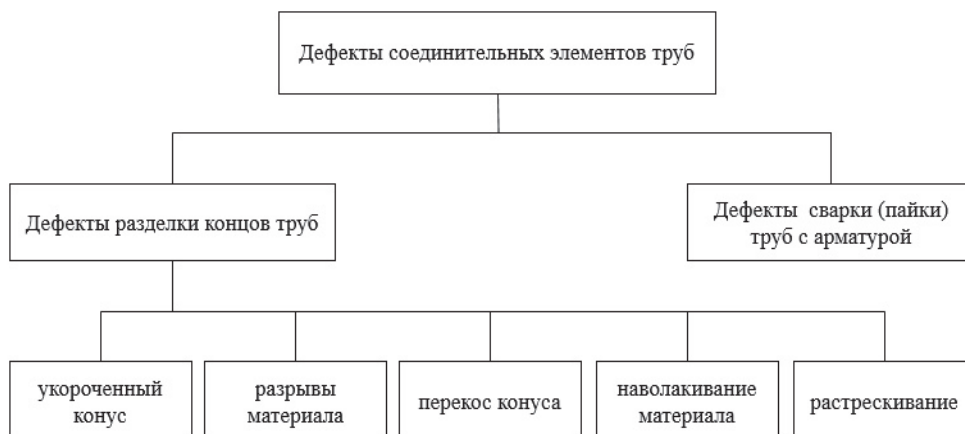 Дефекты соединительных элементов труб
Дефекты разделки концов труб
Дефекты сварки (пайки)
труб с арматурой
укороченный
конус
разрывы
материала
перекос конуса
наволакивание
материала
растрескивание